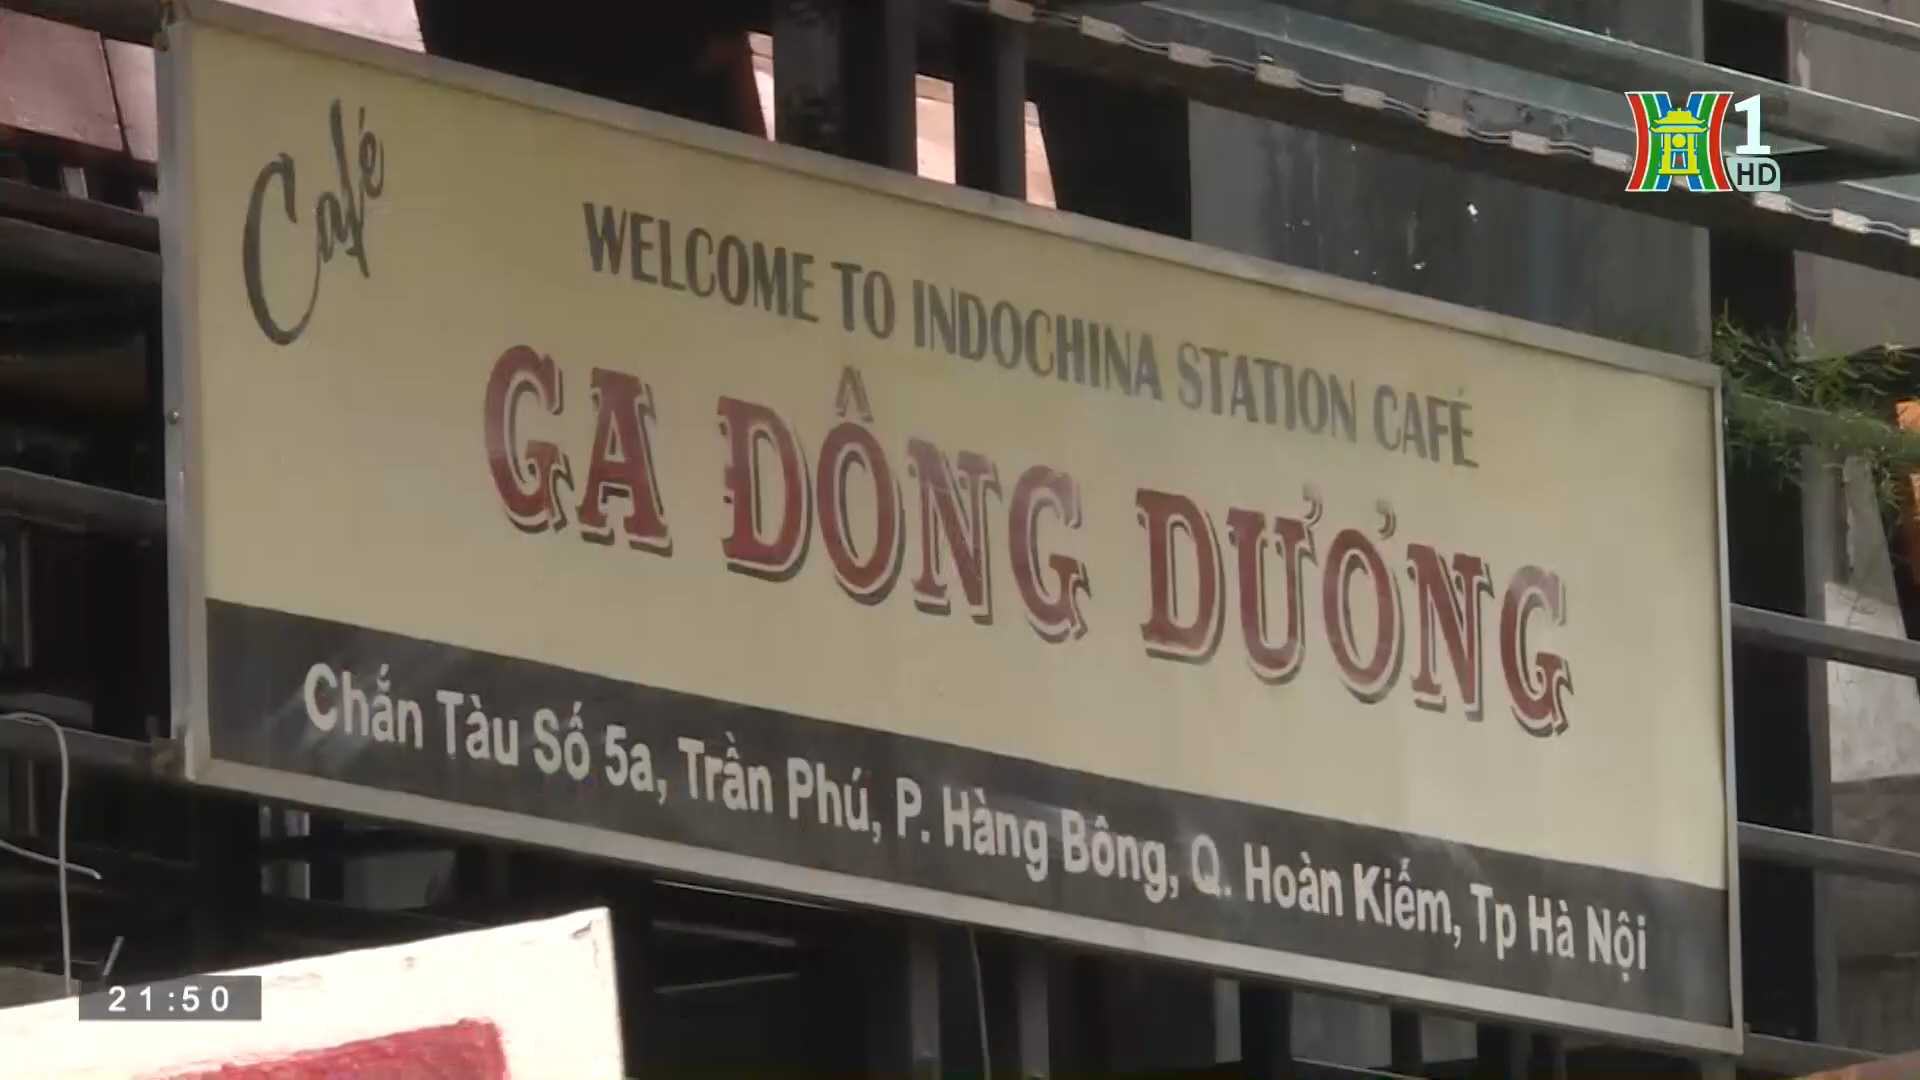 1
HD
Café
WELCOME TO INDOCHINA STATION CAFÉ
GA ĐÔNG DƯƠNG
Chắn Tàu Số 5a, Trần Phú, P. Hàng Bông, Q. Hoàn Kiếm, Tp Hà Nội
21:50